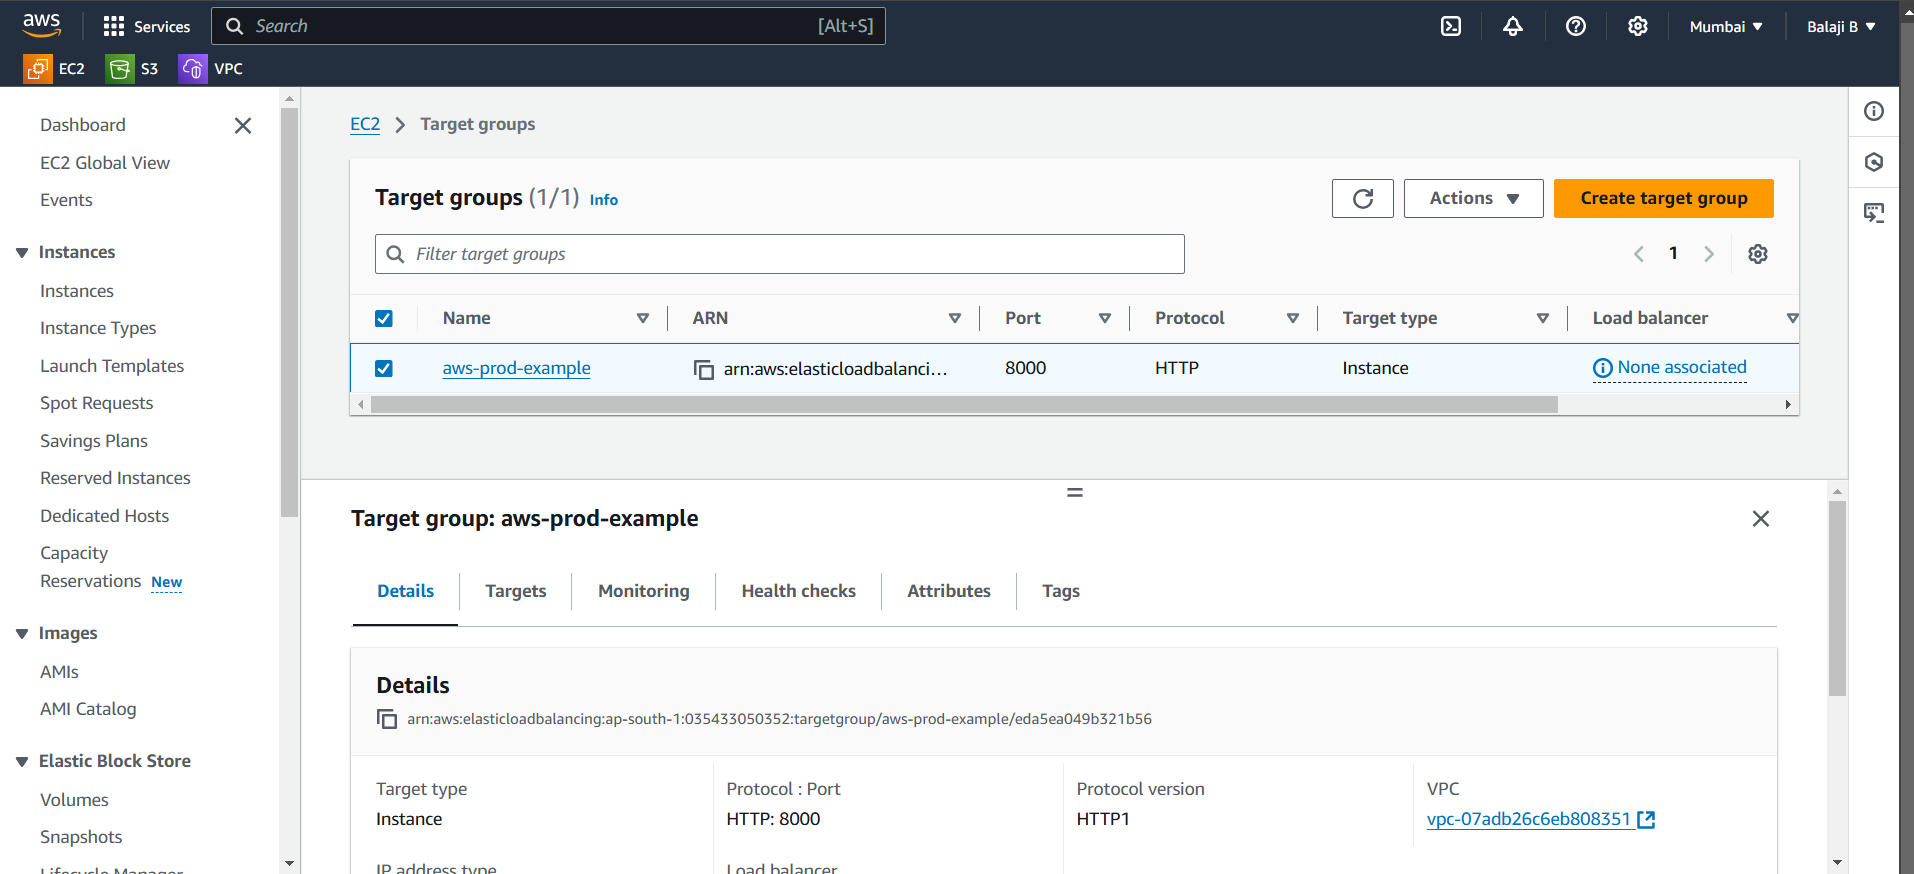 aws
Services
Search [Alt+S]
Mumbai
Balaji B
EC2
S3
VPC
Dashboard
EC2 Global View
Events
Instances
Instances
Instance Types
Launch Templates
Spot Requests
Savings Plans
Reserved Instances
Dedicated Hosts
Capacity
Reservations New
Images
AMIs
AMI Catalog
Elastic Block Store
Volumes
Snapshots
Lifecycle Manager
EC2 Target groups
Target groups (1/1) Info
Actions
Create target group
Filter target groups
1
Name ARN Port Protocol Target type Load balancer
aws-prod-example arn:aws:elasticloadbalanci... 8000 HTTP Instance None associated
Target group: aws-prod-example
Details Targets Monitoring Health checks Attributes Tags
Details
arn:aws:elasticloadbalancing:ap-south-1:035433050352:targetgroup/aws-prod-example/eda5ea049b321b56
Target type Protocol : Port Protocol version VPC
Instance HTTP: 8000 HTTP1 vpc-07adb26c6eb808351
IP address type Load balancer